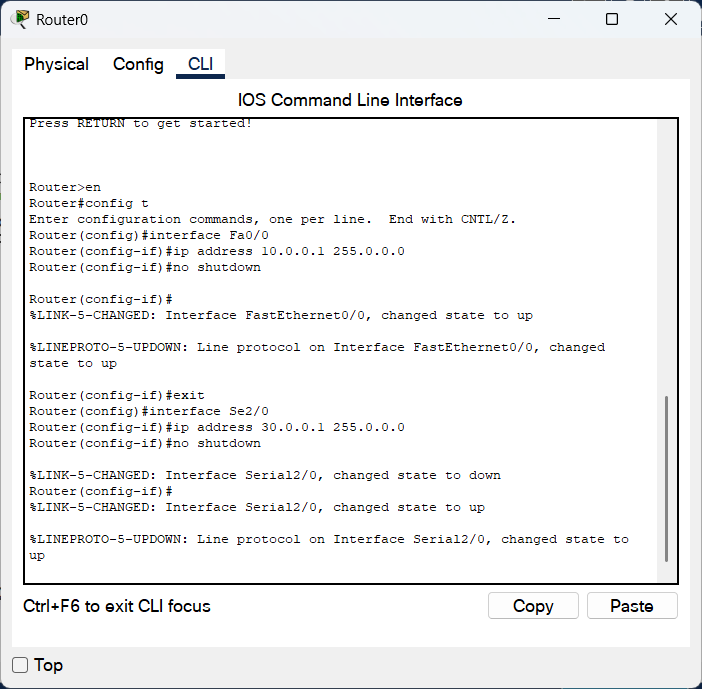 Router0
Physical Config CLI
IOS Command Line Interface
Press RETURN to get started!
Router>en
Router#config t
Enter configuration commands, one per line.  End with CNTL/Z.
Router(config)#interface Fa0/0
Router(config-if)#ip address 10.0.0.1 255.0.0.0
Router(config-if)#no shutdown
Router(config-if)#
%LINK-5-CHANGED: Interface FastEthernet0/0, changed state to up
%LINEPROTO-5-UPDOWN: Line protocol on Interface FastEthernet0/0, changed
state to up
Router(config-if)#exit
Router(config)#interface Se2/0
Router(config-if)#ip address 30.0.0.1 255.0.0.0
Router(config-if)#no shutdown
%LINK-5-CHANGED: Interface Serial2/0, changed state to down
Router(config-if)#
%LINK-5-CHANGED: Interface Serial2/0, changed state to up
%LINEPROTO-5-UPDOWN: Line protocol on Interface Serial2/0, changed state to
up
Ctrl+F6 to exit CLI focus
Copy Paste
Top